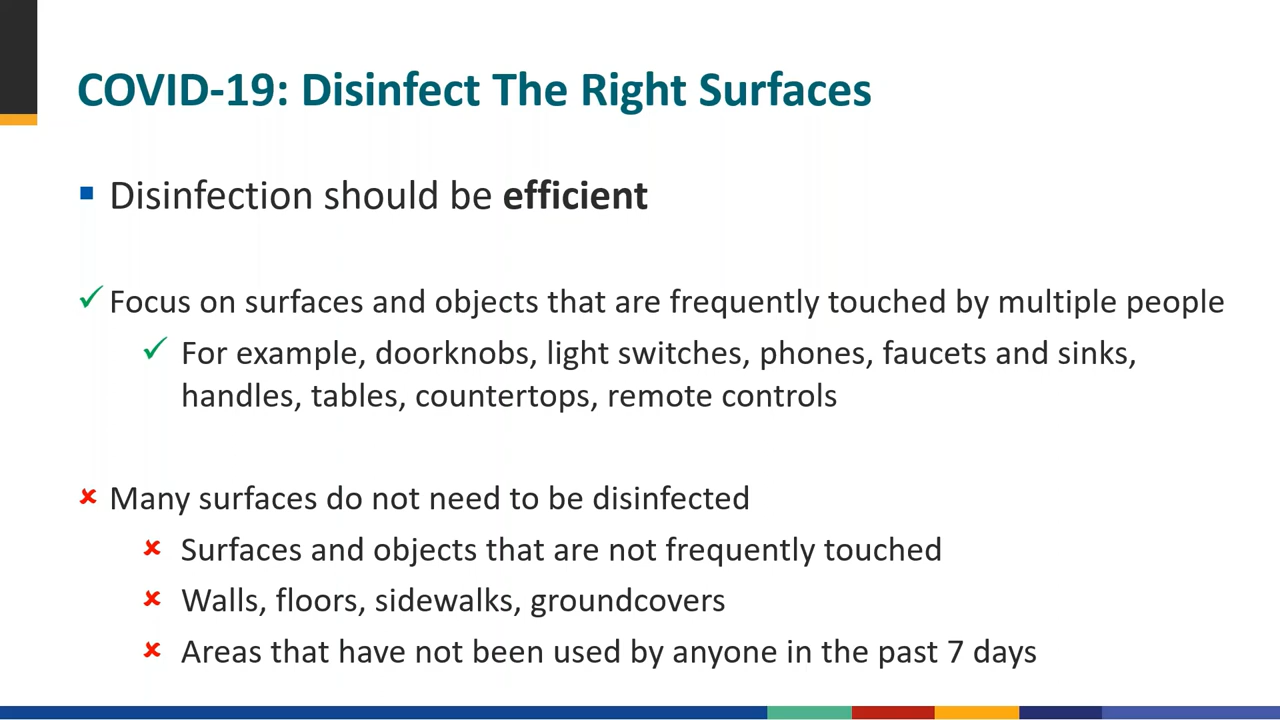 COVID-19: Disinfect The Right Surfaces
▪ Disinfection should be efficient
✓ Focus on surfaces and objects that are frequently touched by multiple people
✓ For example, doorknobs, light switches, phones, faucets and sinks,
handles, tables, countertops, remote controls
✘ Many surfaces do not need to be disinfected
✘ Surfaces and objects that are not frequently touched
✘ Walls, floors, sidewalks, groundcovers
✘ Areas that have not been used by anyone in the past 7 days